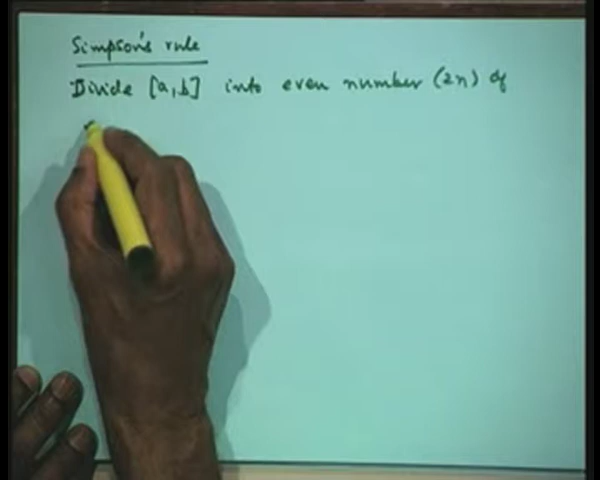 Simpson's rule
Divide [a,b] into even number (2n) of